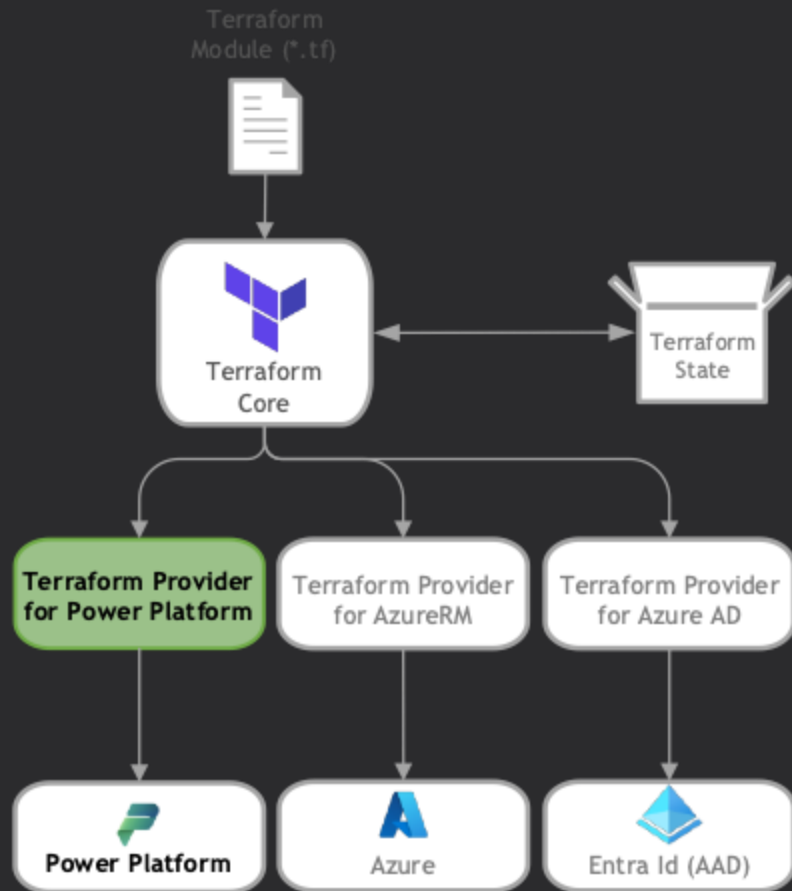 Terraform
Module (*.tf)
Terraform
Core
Terraform
State
Terraform Provider
for Power Platform
Terraform Provider
for AzureRM
Terraform Provider
for Azure AD
Power Platform
Azure
Entra Id (AAD)